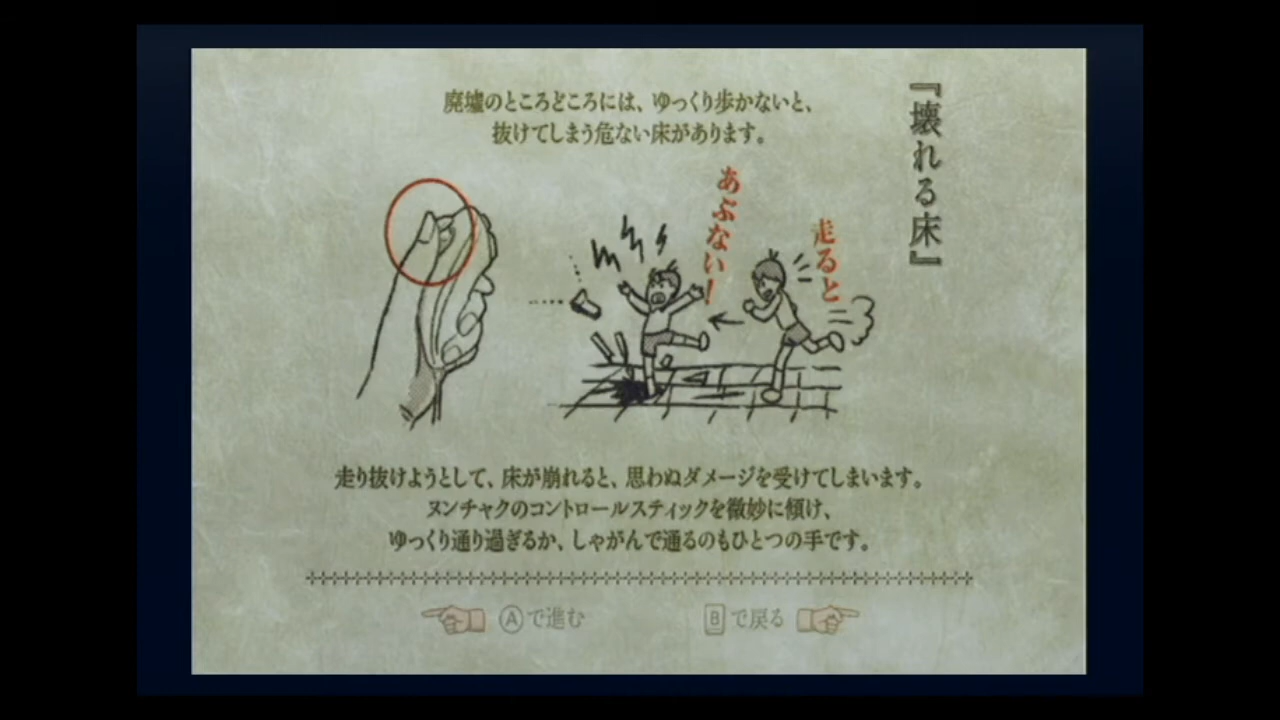 『壊れる床』
廃墟のところどころには、ゆっくり歩かないと、
抜けてしまう危ない床があります。
走ると
あぶない!
走り抜けようとして、床が崩れると、思わぬダメージを受けてしまいます。
ヌンチャクのコントロールスティックを微妙に傾け、
ゆっくり通り過ぎるか、しゃがんで通るのもひとつの手です。
Ⓐで進む
Bで戻る